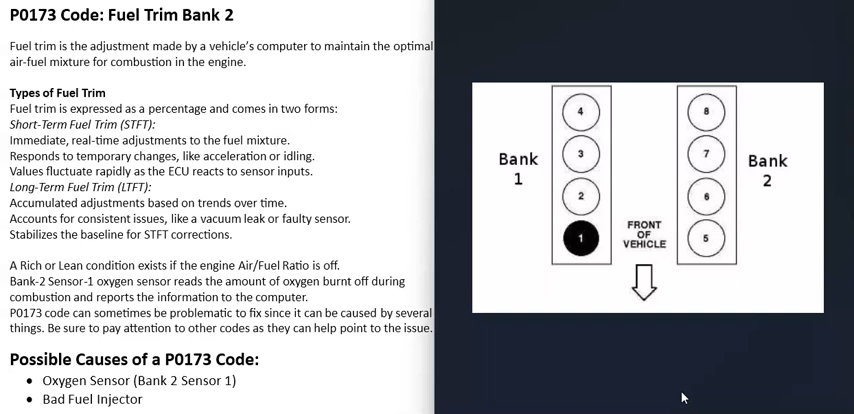 P0173 Code: Fuel Trim Bank 2
Fuel trim is the adjustment made by a vehicle's computer to maintain the optimal
air-fuel mixture for combustion in the engine.
Types of Fuel Trim
Fuel trim is expressed as a percentage and comes in two forms:
Short-Term Fuel Trim (STFT):
Immediate, real-time adjustments to the fuel mixture.
Responds to temporary changes, like acceleration or idling.
Values fluctuate rapidly as the ECU reacts to sensor inputs.
Long-Term Fuel Trim (LTFT):
Accumulated adjustments based on trends over time.
Accounts for consistent issues, like a vacuum leak or faulty sensor.
Stabilizes the baseline for STFT corrections.
A Rich or Lean condition exists if the engine Air/Fuel Ratio is off.
Bank-2 Sensor-1 oxygen sensor reads the amount of oxygen burnt off during
combustion and reports the information to the computer.
P0173 code can sometimes be problematic to fix since it can be caused by several
things. Be sure to pay attention to other codes as they can help point to the issue.
Possible Causes of a P0173 Code:
• Oxygen Sensor (Bank 2 Sensor 1)
• Bad Fuel Injector
Bank
1
4
3
2
1
FRONT
OF
VEHICLE
8
7
6
5
Bank
2